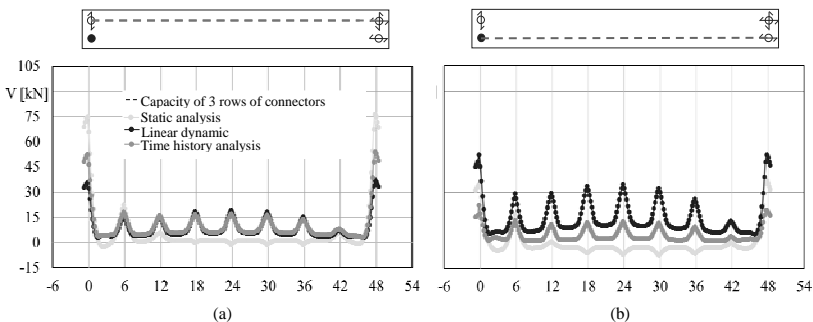 105
V [kN]
75
60
45
30
15
0
-15
-6 0 6 12 18 24 30 36 42 48 54
Capacity of 3 rows of connectors
Static analysis
Linear dynamic
Time history analysis
-6 0 6 12 18 24 30 36 42 48 54
(a)
(b)